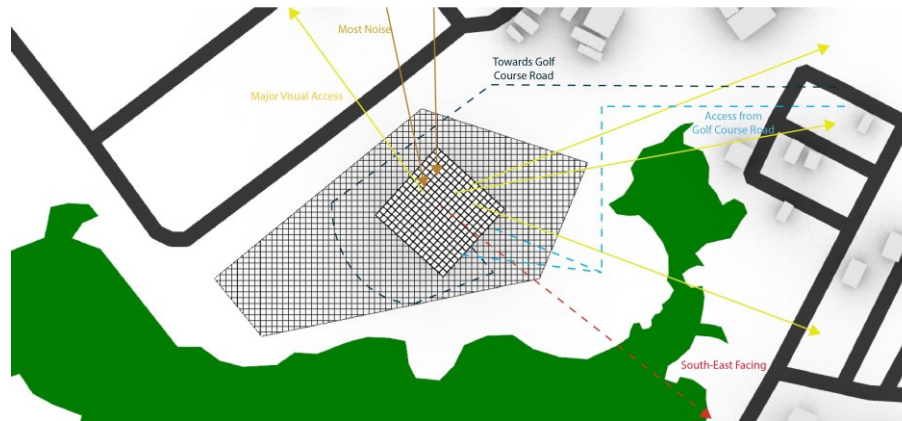 Most Noise
Towards Golf
Course Road
Major Visual Access
Access from
Golf Course Road
South-East Facing